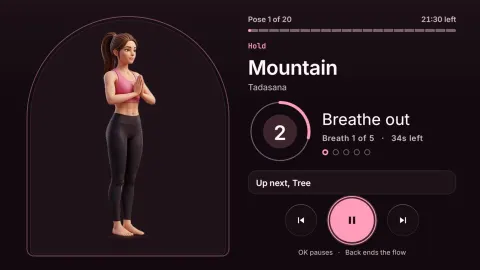 Pose 1 of 20
21:30 left
Hold
Mountain
Tadasana
2
Breathe out
Breath 1 of 5 · 34s left
Up next, Tree
OK pauses · Back ends the flow